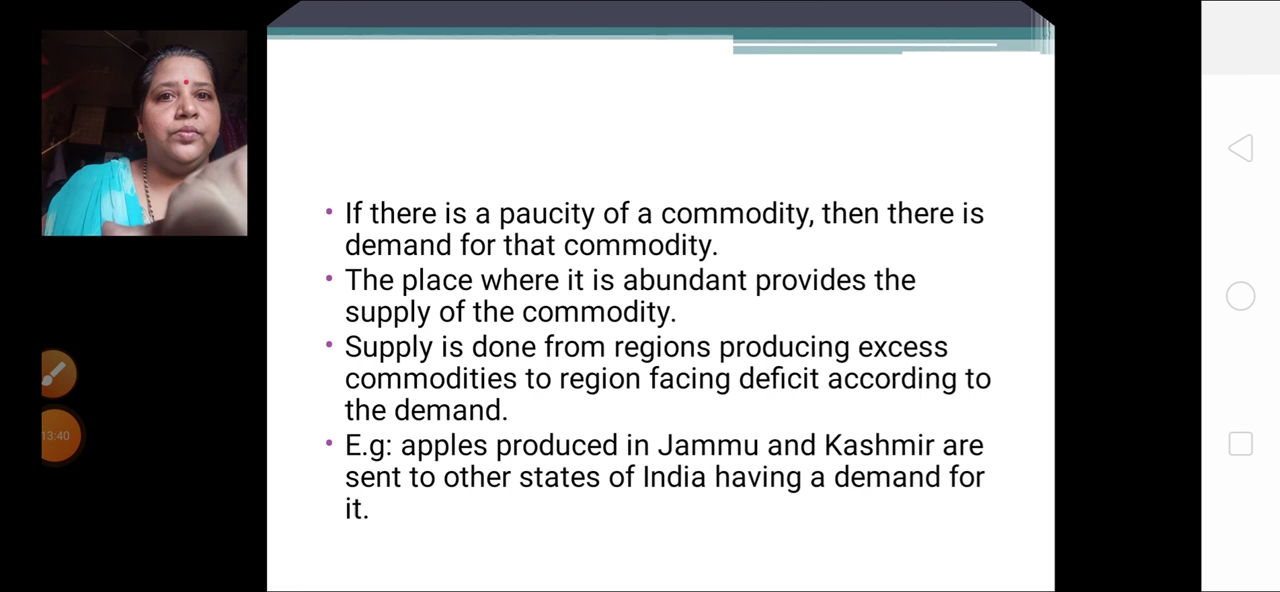 • If there is a paucity of a commodity, then there is
demand for that commodity.
• The place where it is abundant provides the
supply of the commodity.
• Supply is done from regions producing excess
commodities to region facing deficit according to
the demand.
• E.g: apples produced in Jammu and Kashmir are
sent to other states of India having a demand for
it.
13:40